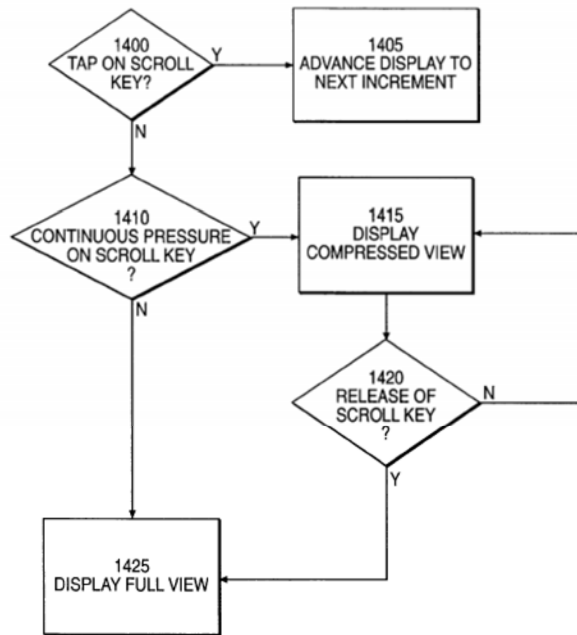 1400
TAP ON SCROLL
KEY?
Y
1405
ADVANCE DISPLAY TO
NEXT INCREMENT
N
1410
CONTINUOUS PRESSURE
ON SCROLL KEY
?
Y
1415
DISPLAY
COMPRESSED VIEW
N
1420
RELEASE OF
SCROLL KEY
?
N
Y
1425
DISPLAY FULL VIEW